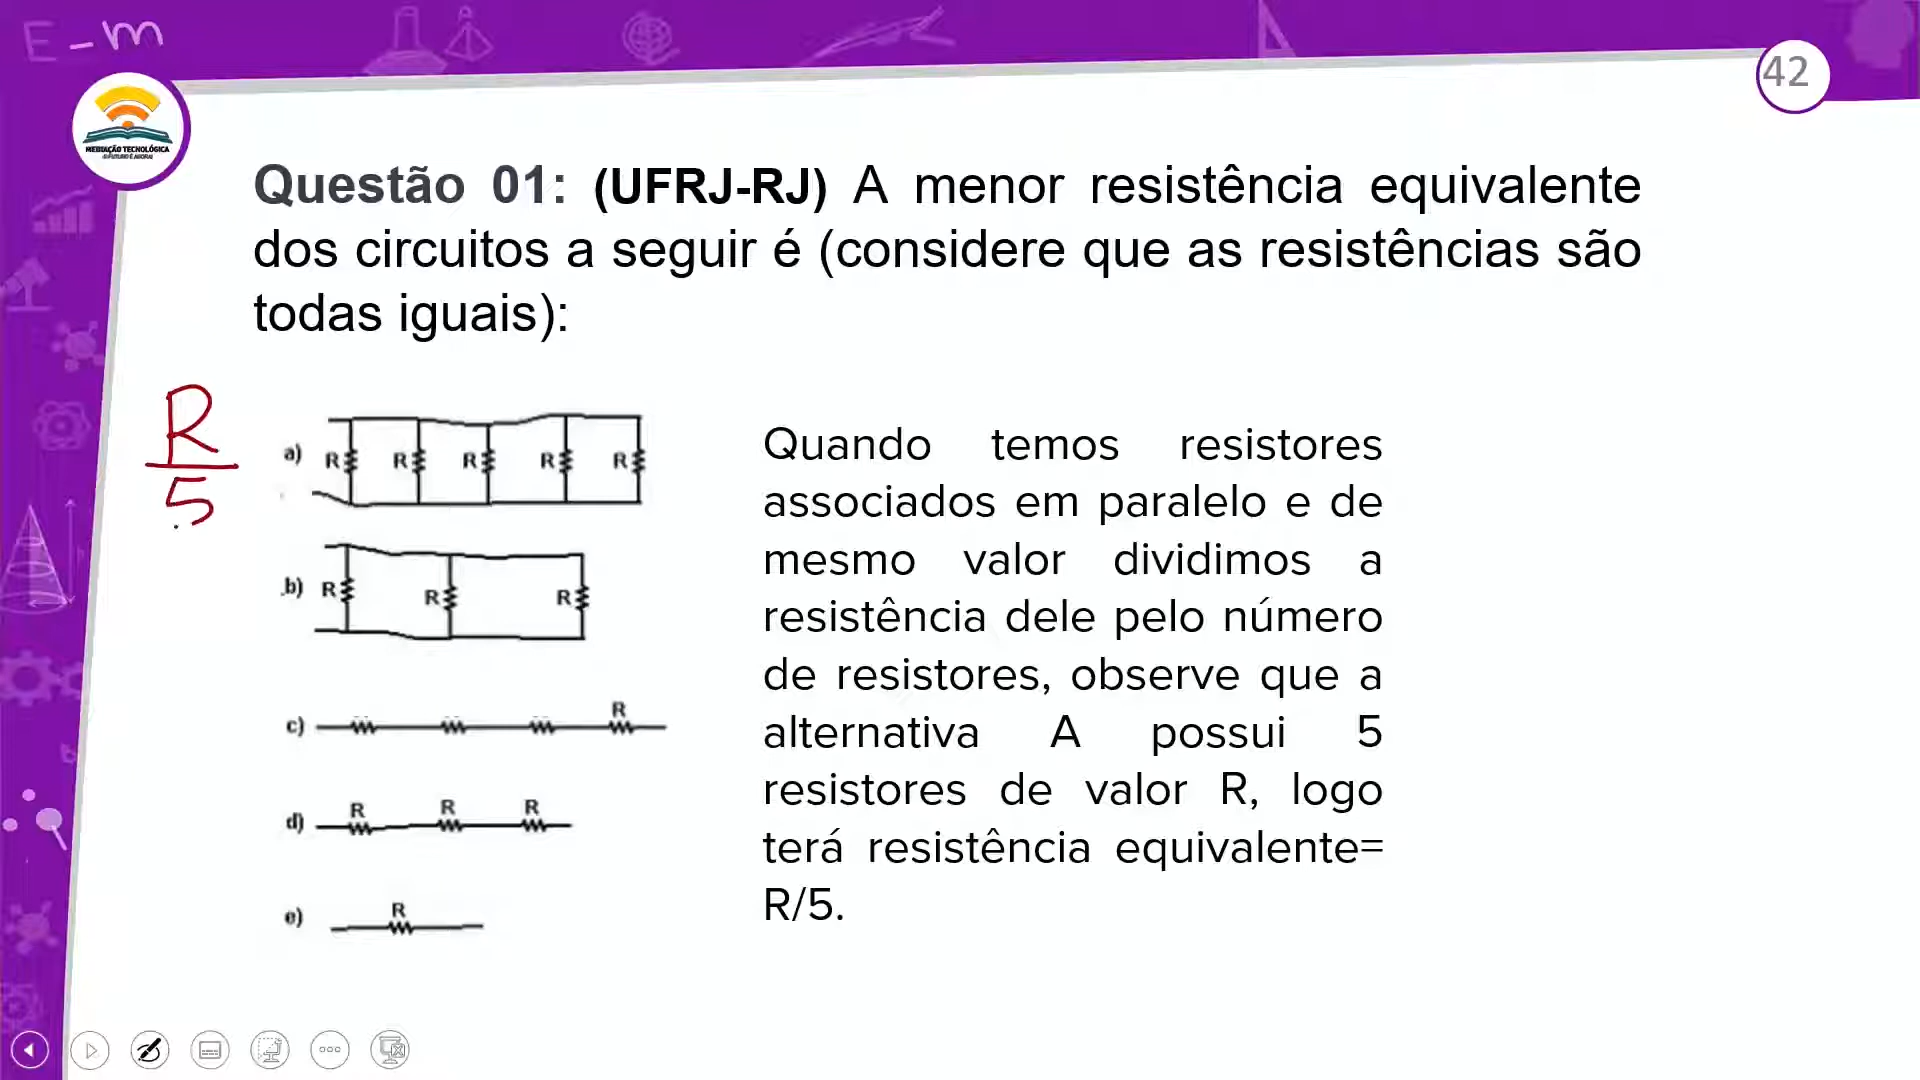 E-m
42
MEDIAÇÃO TECNOLÓGICA
Questão 01: (UFRJ-RJ) A menor resistência equivalente
dos circuitos a seguir é (considere que as resistências são
todas iguais):
R
5
a) R R R R R
b) R R R
c) R
d) R R R
e) R
Quando temos resistores
associados em paralelo e de
mesmo valor dividimos a
resistência dele pelo número
de resistores, observe que a
alternativa A possui 5
resistores de valor R, logo
terá resistência equivalente=
R/5.